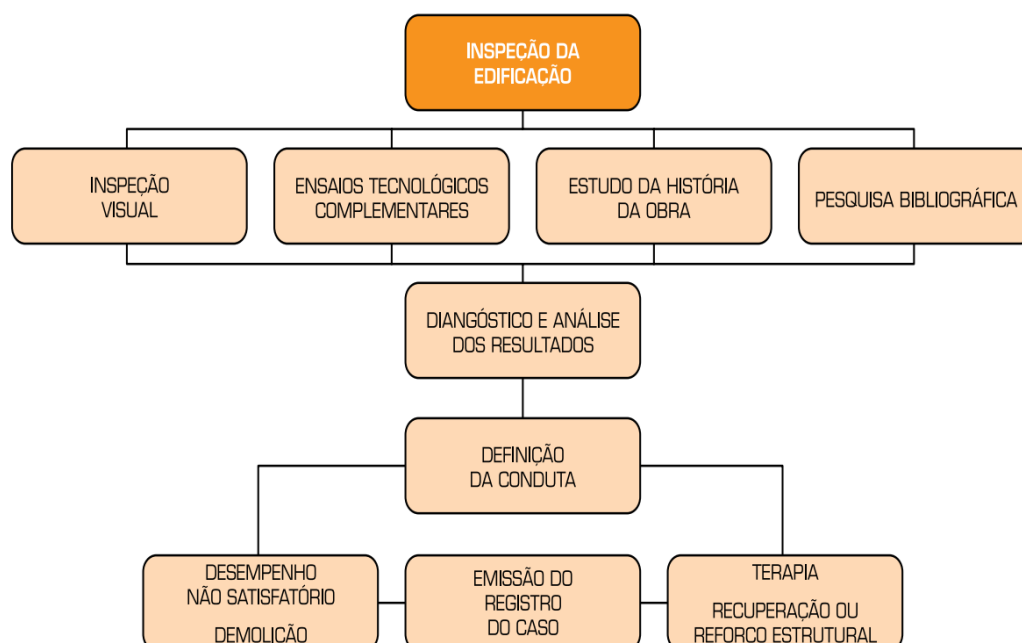 INSPEÇÃO DA
EDIFICAÇÃO
INSPEÇÃO
VISUAL
ENSAIOS TECNOLÓGICOS
COMPLEMENTARES
ESTUDO DA HISTÓRIA
DA OBRA
PESQUISA BIBLIOGRÁFICA
DIANGÓSTICO E ANÁLISE
DOS RESULTADOS
DEFINIÇÃO
DA CONDUTA
DESEMPENHO
NÃO SATISFATÓRIO
DEMOLIÇÃO
EMISSÃO DO
REGISTRO
DO CASO
TERAPIA
RECUPERAÇÃO OU
REFORÇO ESTRUTURAL